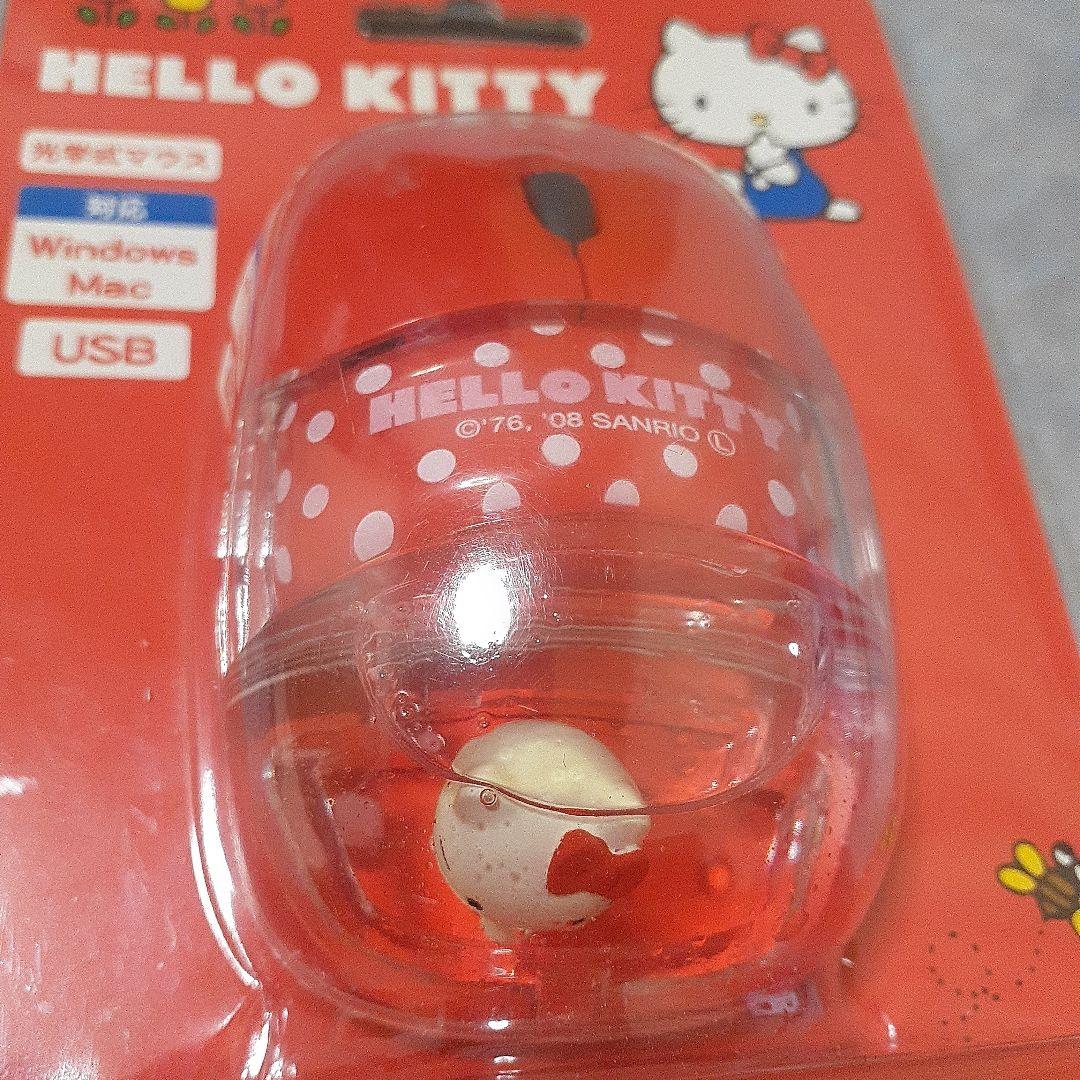 HELLO KITTY
光学式マウス
対応
Windows
Mac
USB
HELLO KITTY
©'76, '08 SANRIO Ⓛ